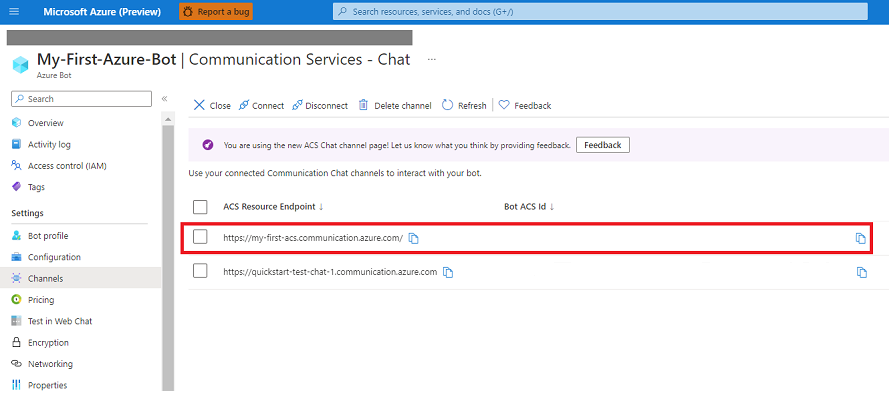 Microsoft Azure (Preview) Report a bug Search resources, services, and docs (G+/)
My-First-Azure-Bot | Communication Services - Chat ...
Azure Bot
Search «
Close Connect Disconnect Delete channel Refresh Feedback
Overview
Activity log
Access control (IAM)
Tags
Settings
Bot profile
Configuration
Channels
Pricing
Test in Web Chat
Encryption
Networking
Properties
You are using the new ACS Chat channel page! Let us know what you think by providing feedback. Feedback
Use your connected Communication Chat channels to interact with your bot.
ACS Resource Endpoint ↓ Bot ACS Id ↓
https://my-first-acs.communication.azure.com/
https://quickstart-test-chat-1.communication.azure.com